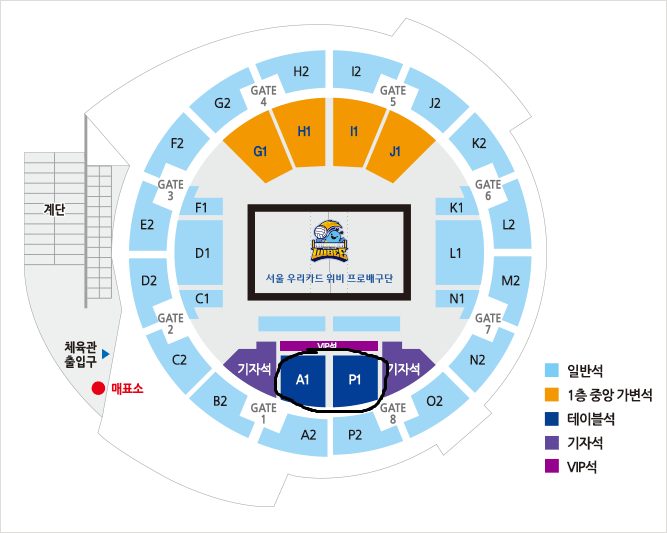 H2
I2
GATE
4
GATE
5
G2
J2
H1
I1
G1
J1
F2
K2
GATE
3
GATE
6
F1
K1
계단
E2
L2
D1
L1
서울 우리카드 위비 프로배구단
D2
M2
C1
N1
GATE
2
GATE
7
VIP석
체육관
출입구
C2
N2
기자석
A1
P1
기자석
매표소
B2
O2
GATE
1
GATE
8
A2
P2
일반석
1층 중앙 가변석
테이블석
기자석
VIP석